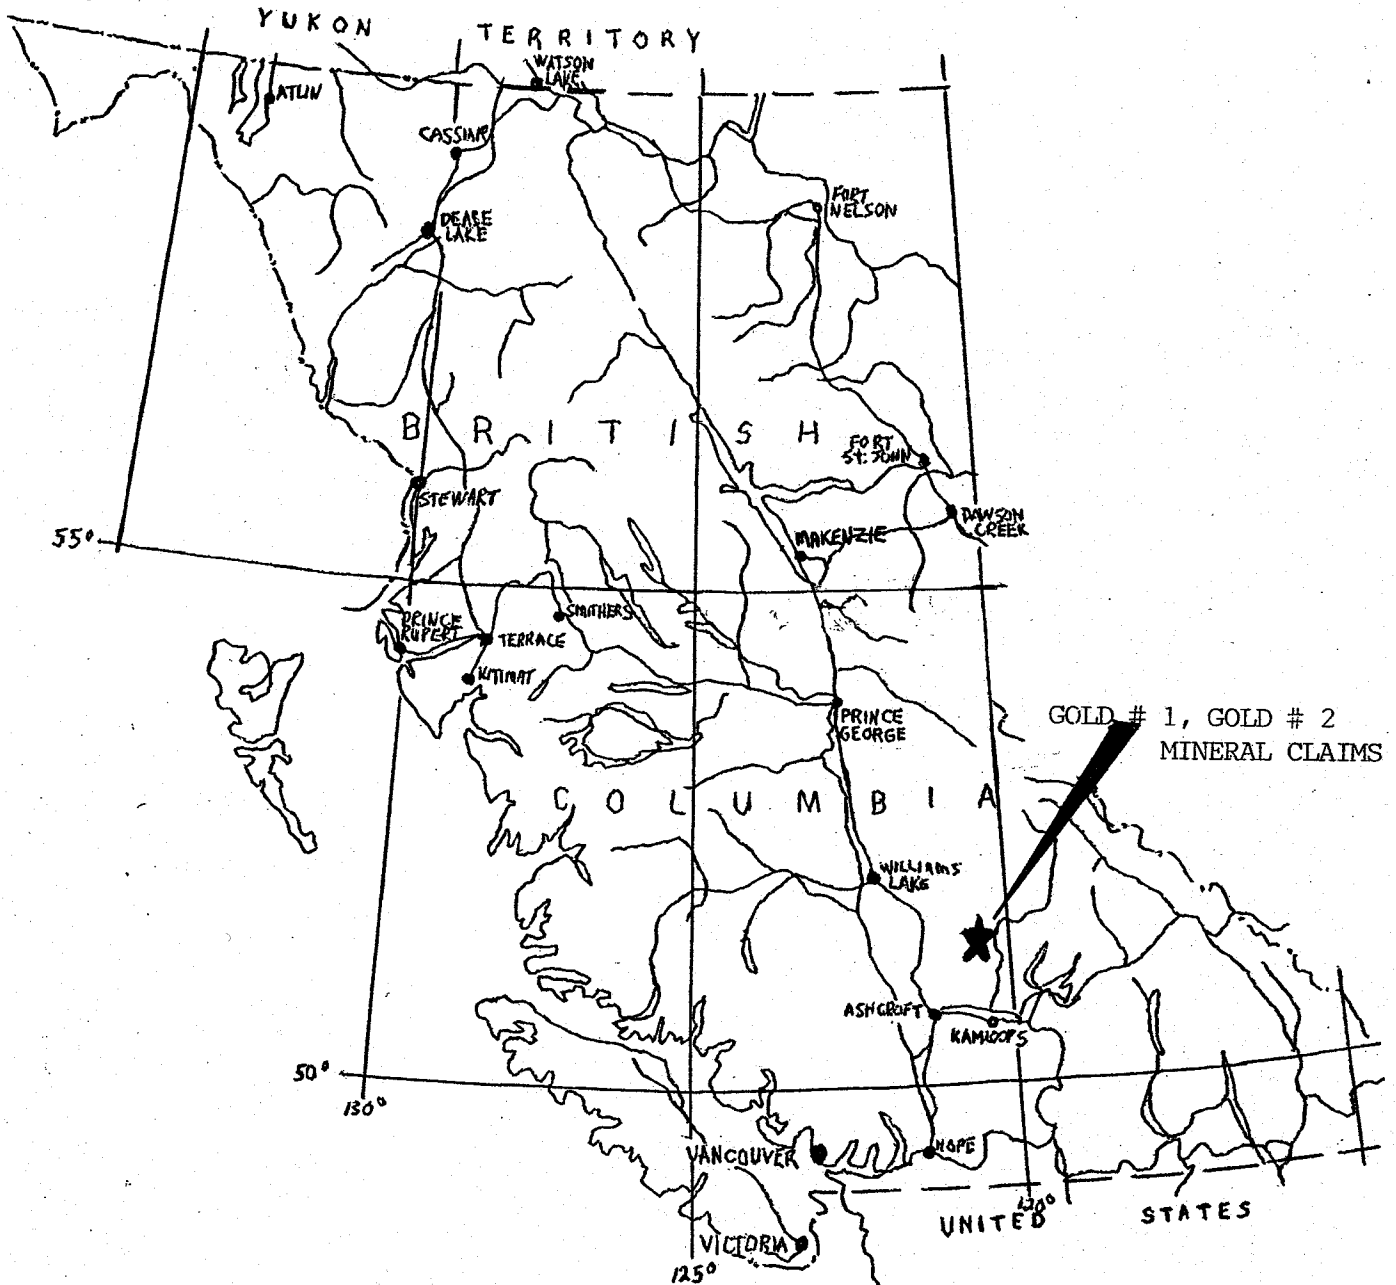 YUKON TERRITORY
WATSON
LAKE
ATLIN
CASSIAR
DEASE
LAKE
FORT
NELSON
BRITISH
FORT
ST. JOHN
STEWART
DAWSON
CREEK
MAKENZIE
55°
PRINCE
RUPERT
SMITHERS
TERRACE
KITIMAT
PRINCE
GEORGE
GOLD # 1, GOLD # 2
MINERAL CLAIMS
COLUMBIA
WILLIAMS
LAKE
ASHCROFT
KAMLOOPS
50°
130°
VANCOUVER
HOPE
120°
UNITED STATES
VICTORIA
125°